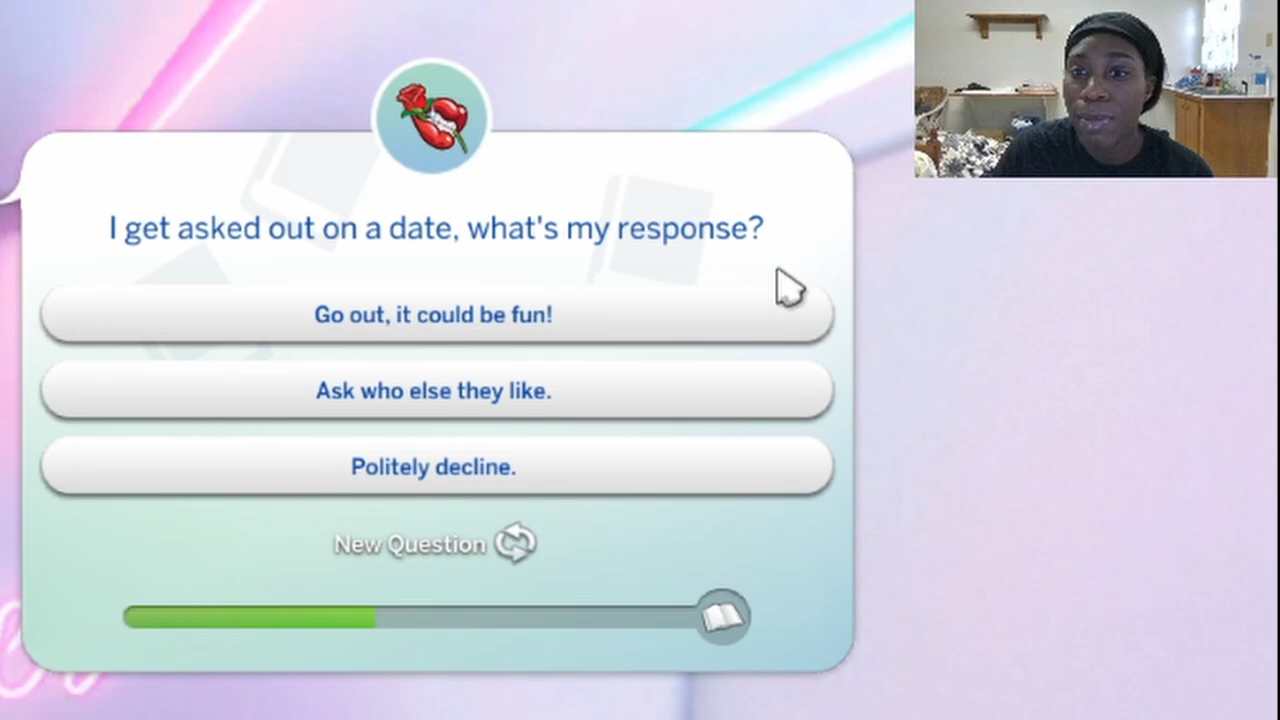 I get asked out on a date, what's my response?
Go out, it could be fun!
Ask who else they like.
Politely decline.
New Question